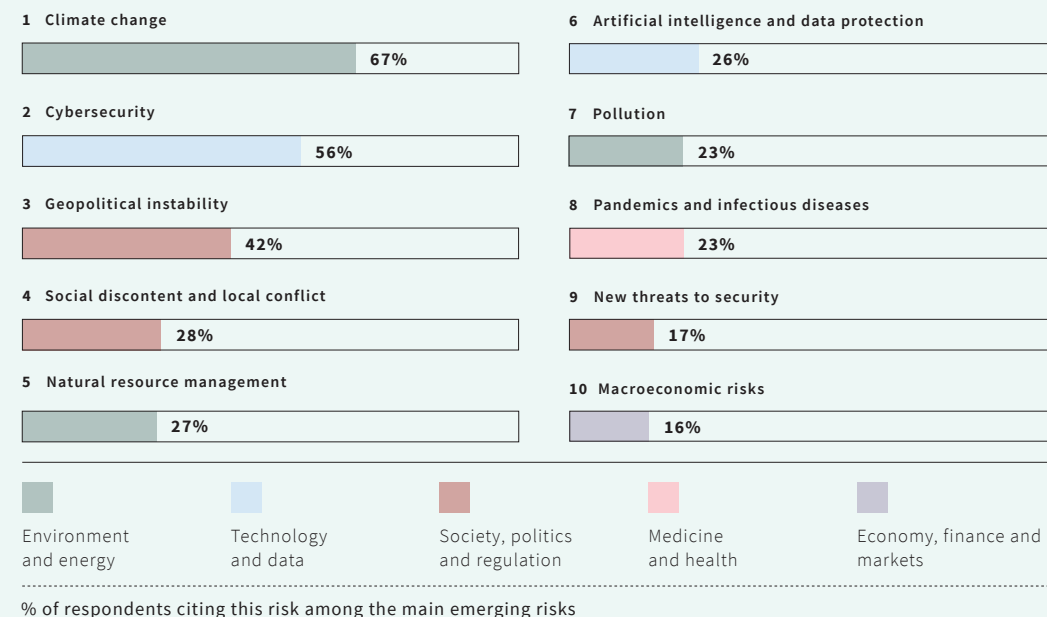 1 Climate change
67%
2 Cybersecurity
56%
3 Geopolitical instability
42%
4 Social discontent and local conflict
28%
5 Natural resource management
27%
6 Artificial intelligence and data protection
26%
7 Pollution
23%
8 Pandemics and infectious diseases
23%
9 New threats to security
17%
10 Macroeconomic risks
16%
Environment
and energy
Technology
and data
Society, politics
and regulation
Medicine
and health
Economy, finance and
markets
% of respondents citing this risk among the main emerging risks